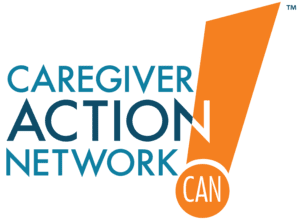 ™
CAREGIVER
ACTION
NETWORK
CAN